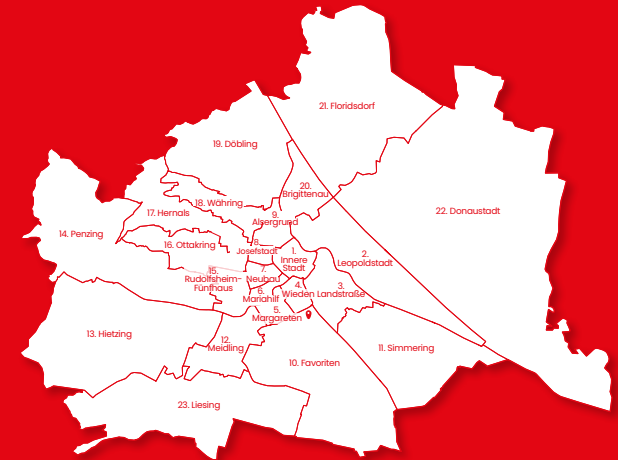 21. Floridsdorf
19. Döbling
20.
Brigittenau
18. Währing
17. Hernals
9.
Alsergrund
22. Donaustadt
14. Penzing
16. Ottakring
8.
Josefstadt
1.
Innere
Stadt
2.
Leopoldstadt
15.
Rudolfsheim-
Fünfhaus
7.
Neubau
6.
Mariahilf
4.
Wieden
3.
Landstraße
5.
Margareten
13. Hietzing
12.
Meidling
11. Simmering
10. Favoriten
23. Liesing